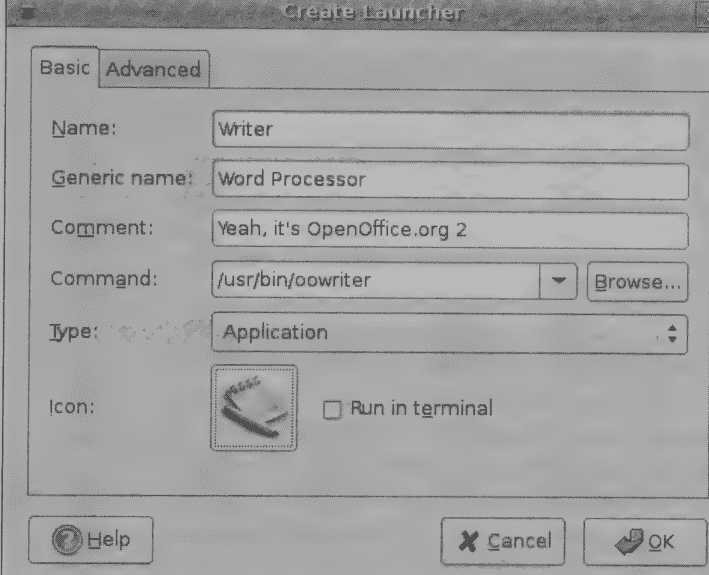 Create Launcher
Basic Advanced
Name: Writer
Generic name: Word Processor
Comment: Yeah, it's OpenOffice.org 2
Command: /usr/bin/oowriter Browse...
Type: Application
Icon: Run in terminal
Help Cancel OK